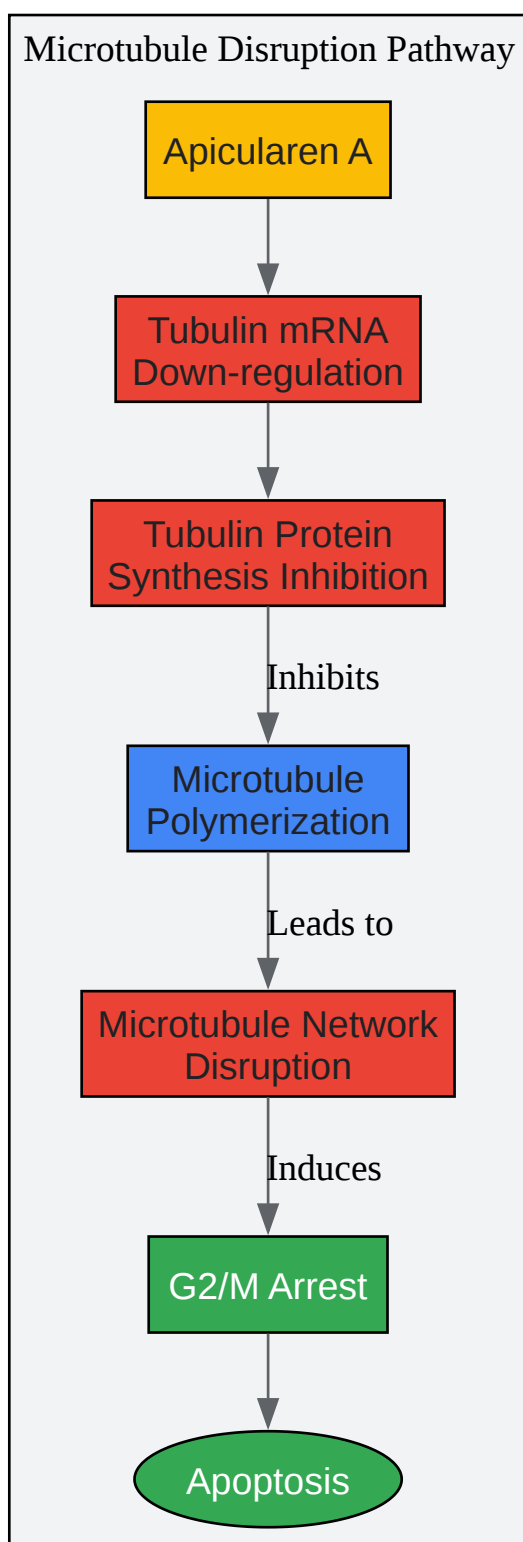 Microtubule Disruption Pathway
Apicularen A
Tubulin mRNA
Down-regulation
Tubulin Protein
Synthesis Inhibition
Inhibits
Microtubule
Polymerization
Leads to
Microtubule Network
Disruption
Induces
G2/M Arrest
Apoptosis